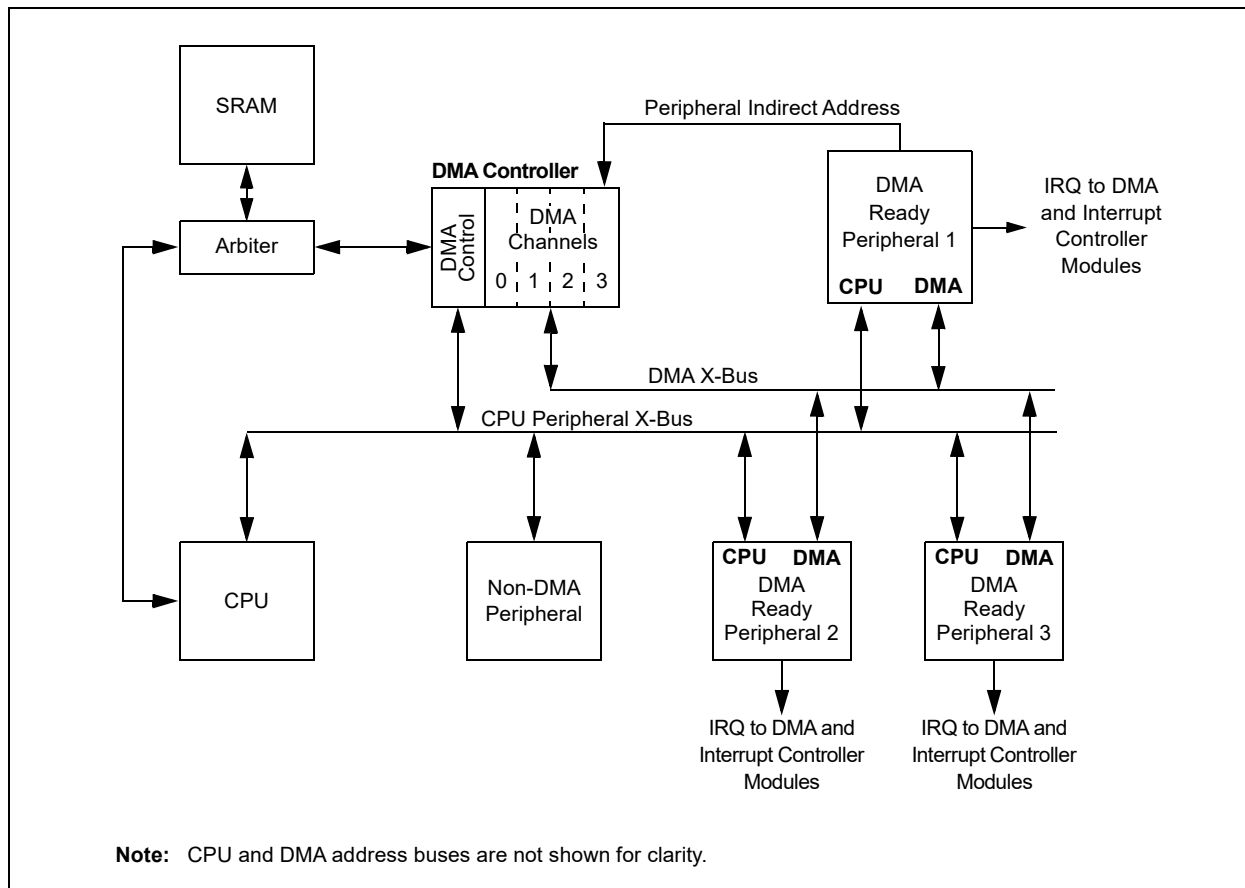 SRAM
Peripheral Indirect Address
DMA Controller
DMA
Ready
Peripheral 1
CPU DMA
IRQ to DMA
and Interrupt
Controller
Modules
Arbiter
DMA
Control
DMA
Channels
0 1 2 3
DMA X-Bus
CPU Peripheral X-Bus
CPU
Non-DMA
Peripheral
CPU DMA
DMA
Ready
Peripheral 2
CPU DMA
DMA
Ready
Peripheral 3
IRQ to DMA and
Interrupt Controller
Modules
IRQ to DMA and
Interrupt Controller
Modules
Note: CPU and DMA address buses are not shown for clarity.